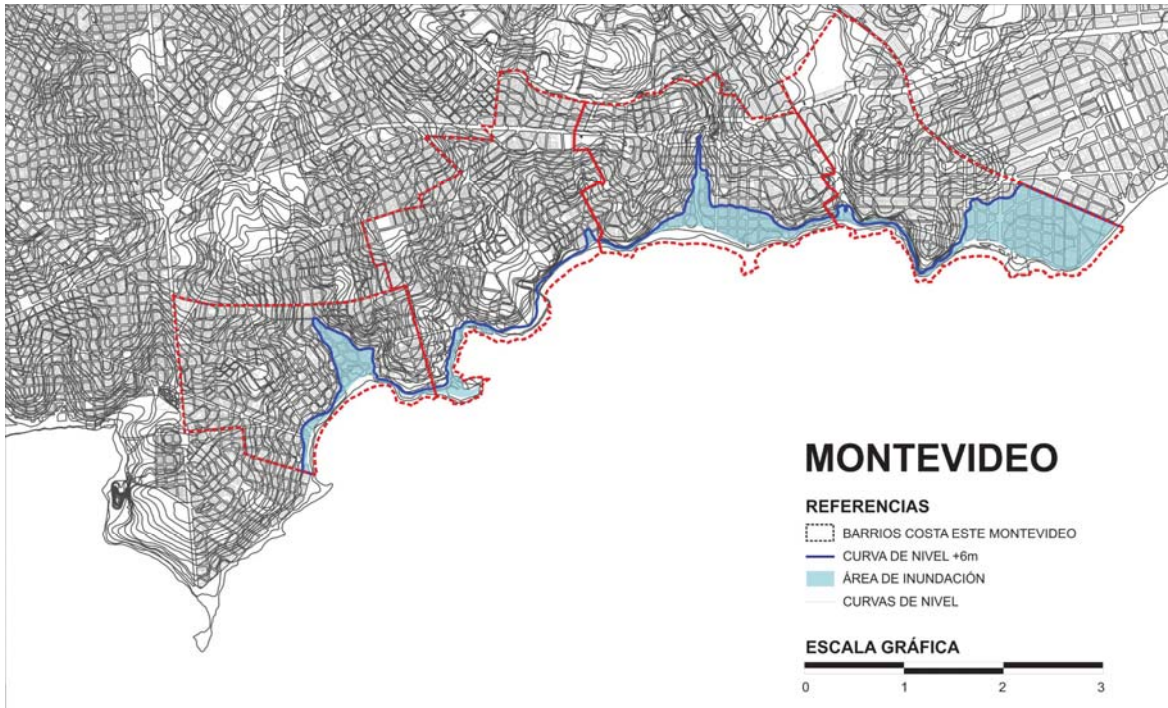 MONTEVIDEO
REFERENCIAS
BARRIOS COSTA ESTE MONTEVIDEO
CURVA DE NIVEL +6m
ÁREA DE INUNDACIÓN
CURVAS DE NIVEL
ESCALA GRÁFICA
0 1 2 3